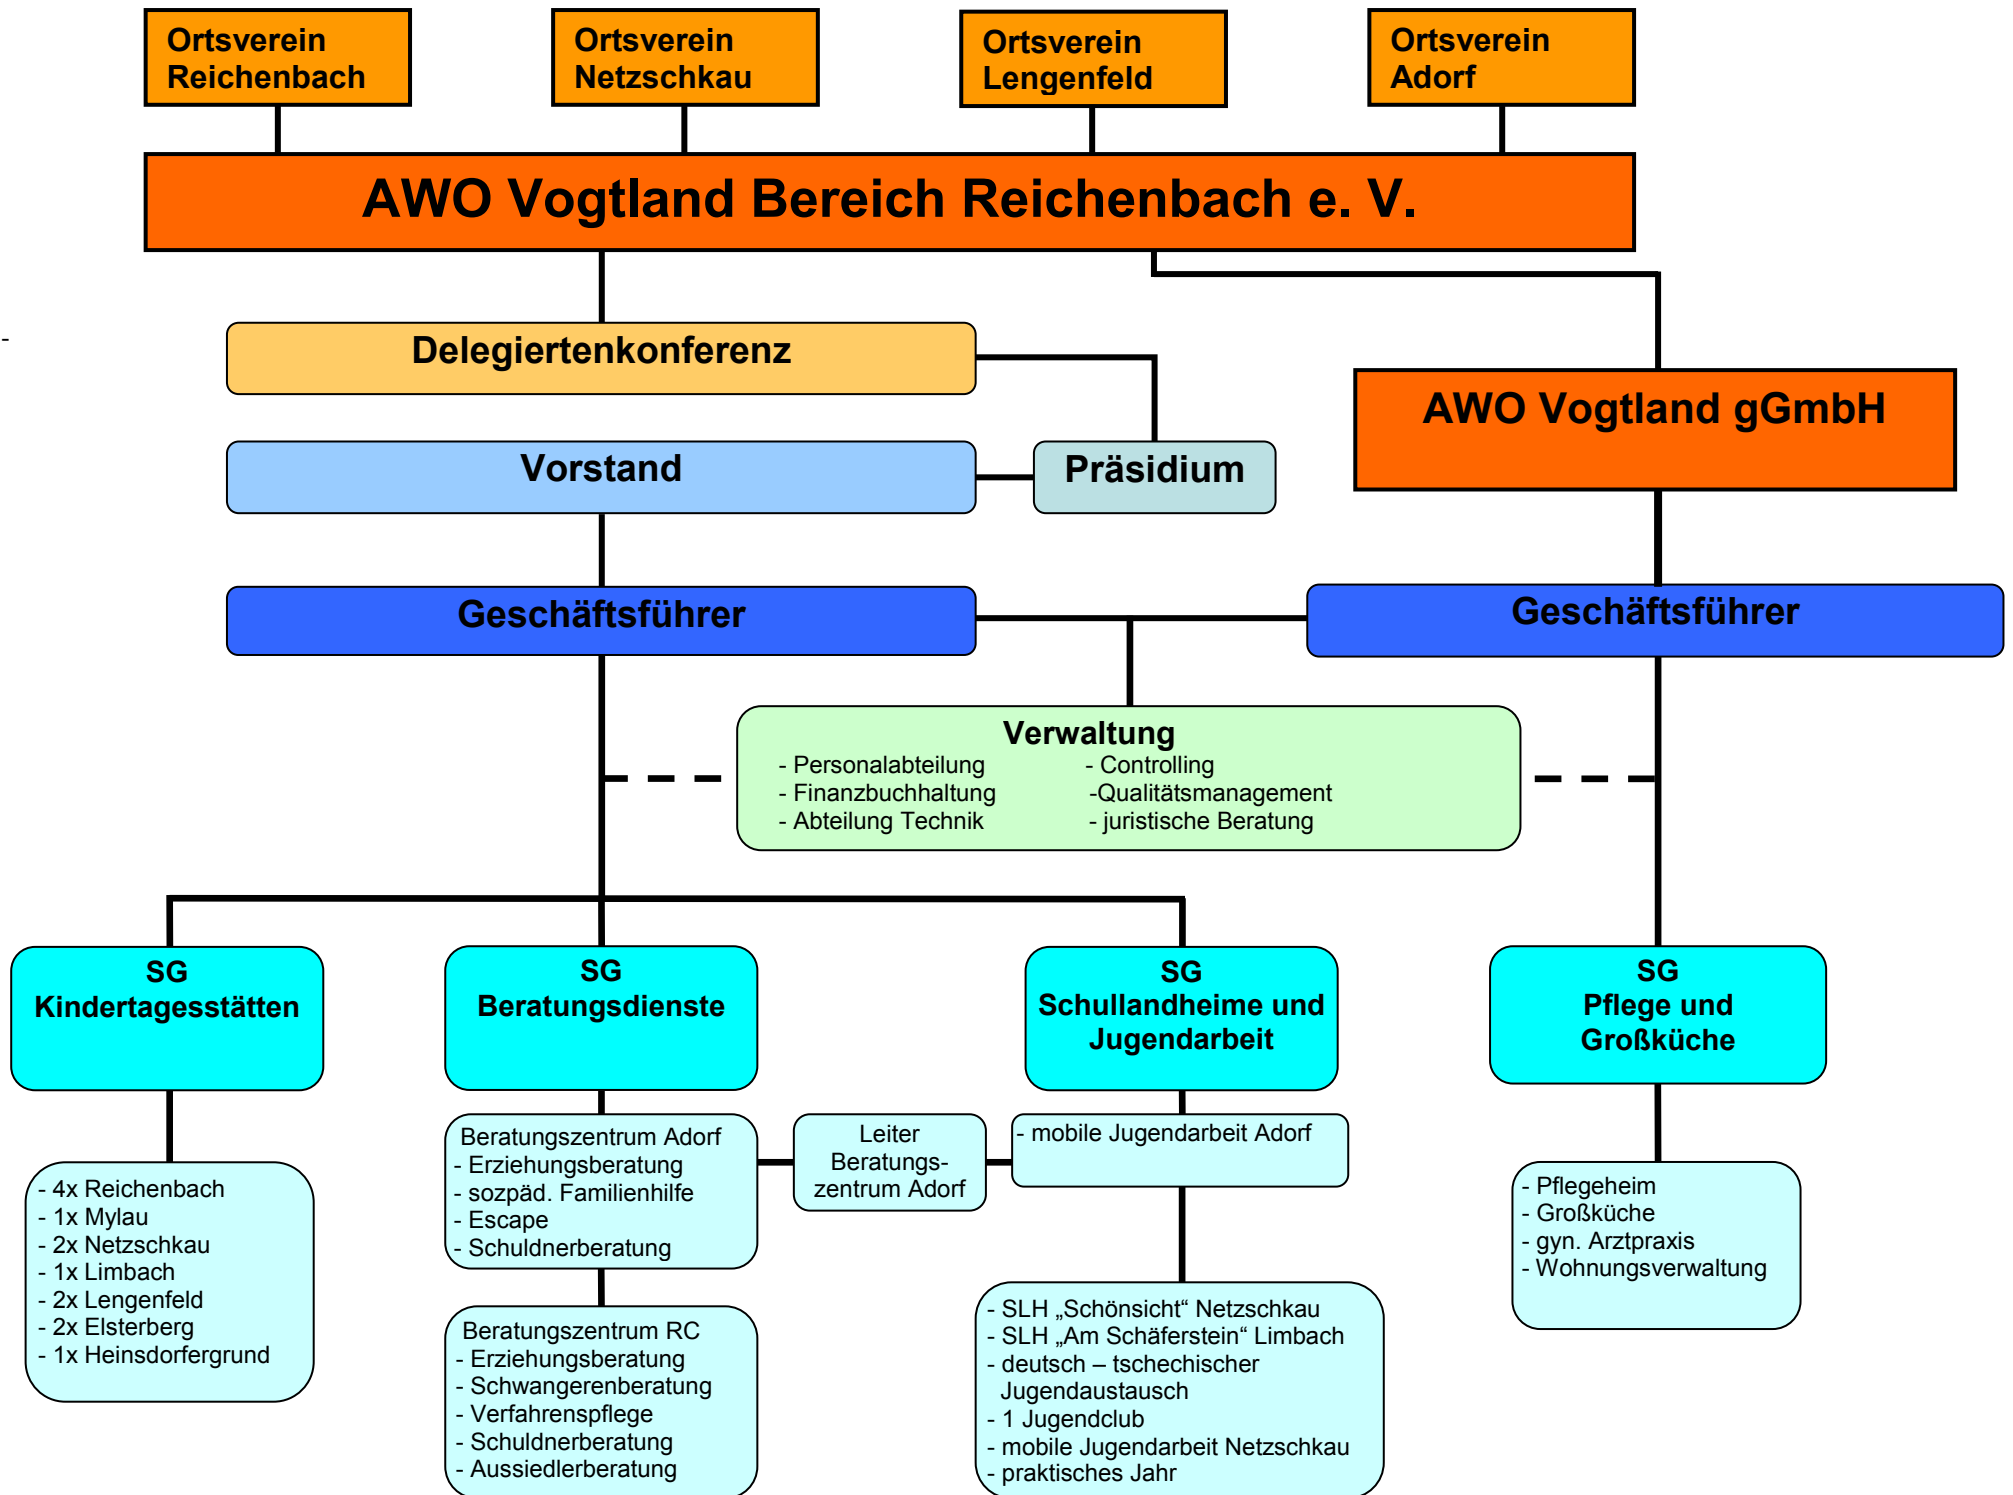 Ortsverein
Reichenbach
Ortsverein
Netzschkau
Ortsverein
Lengenfeld
Ortsverein
Adorf
AWO Vogtland Bereich Reichenbach e. V.
-
Delegiertenkonferenz
AWO Vogtland gGmbH
Vorstand
Präsidium
Geschäftsführer
Geschäftsführer
Verwaltung
- Personalabteilung
- Finanzbuchhaltung
- Abteilung Technik
- Controlling
-Qualitätsmanagement
- juristische Beratung
SG
Kindertagesstätten
SG
Beratungsdienste
SG
Schullandheime und
Jugendarbeit
SG
Pflege und
Großküche
- 4x Reichenbach
- 1x Mylau
- 2x Netzschkau
- 1x Limbach
- 2x Lengenfeld
- 2x Elsterberg
- 1x Heinsdorfergrund
Beratungszentrum Adorf
- Erziehungsberatung
- sozpäd. Familienhilfe
- Escape
- Schuldnerberatung
Leiter
Beratungs-
zentrum Adorf
- mobile Jugendarbeit Adorf
- Pflegeheim
- Großküche
- gyn. Arztpraxis
- Wohnungsverwaltung
Beratungszentrum RC
- Erziehungsberatung
- Schwangerenberatung
- Verfahrenspflege
- Schuldnerberatung
- Aussiedlerberatung
- SLH „Schönsicht“ Netzschkau
- SLH „Am Schäferstein“ Limbach
- deutsch – tschechischer
Jugendaustausch
- 1 Jugendclub
- mobile Jugendarbeit Netzschkau
- praktisches Jahr